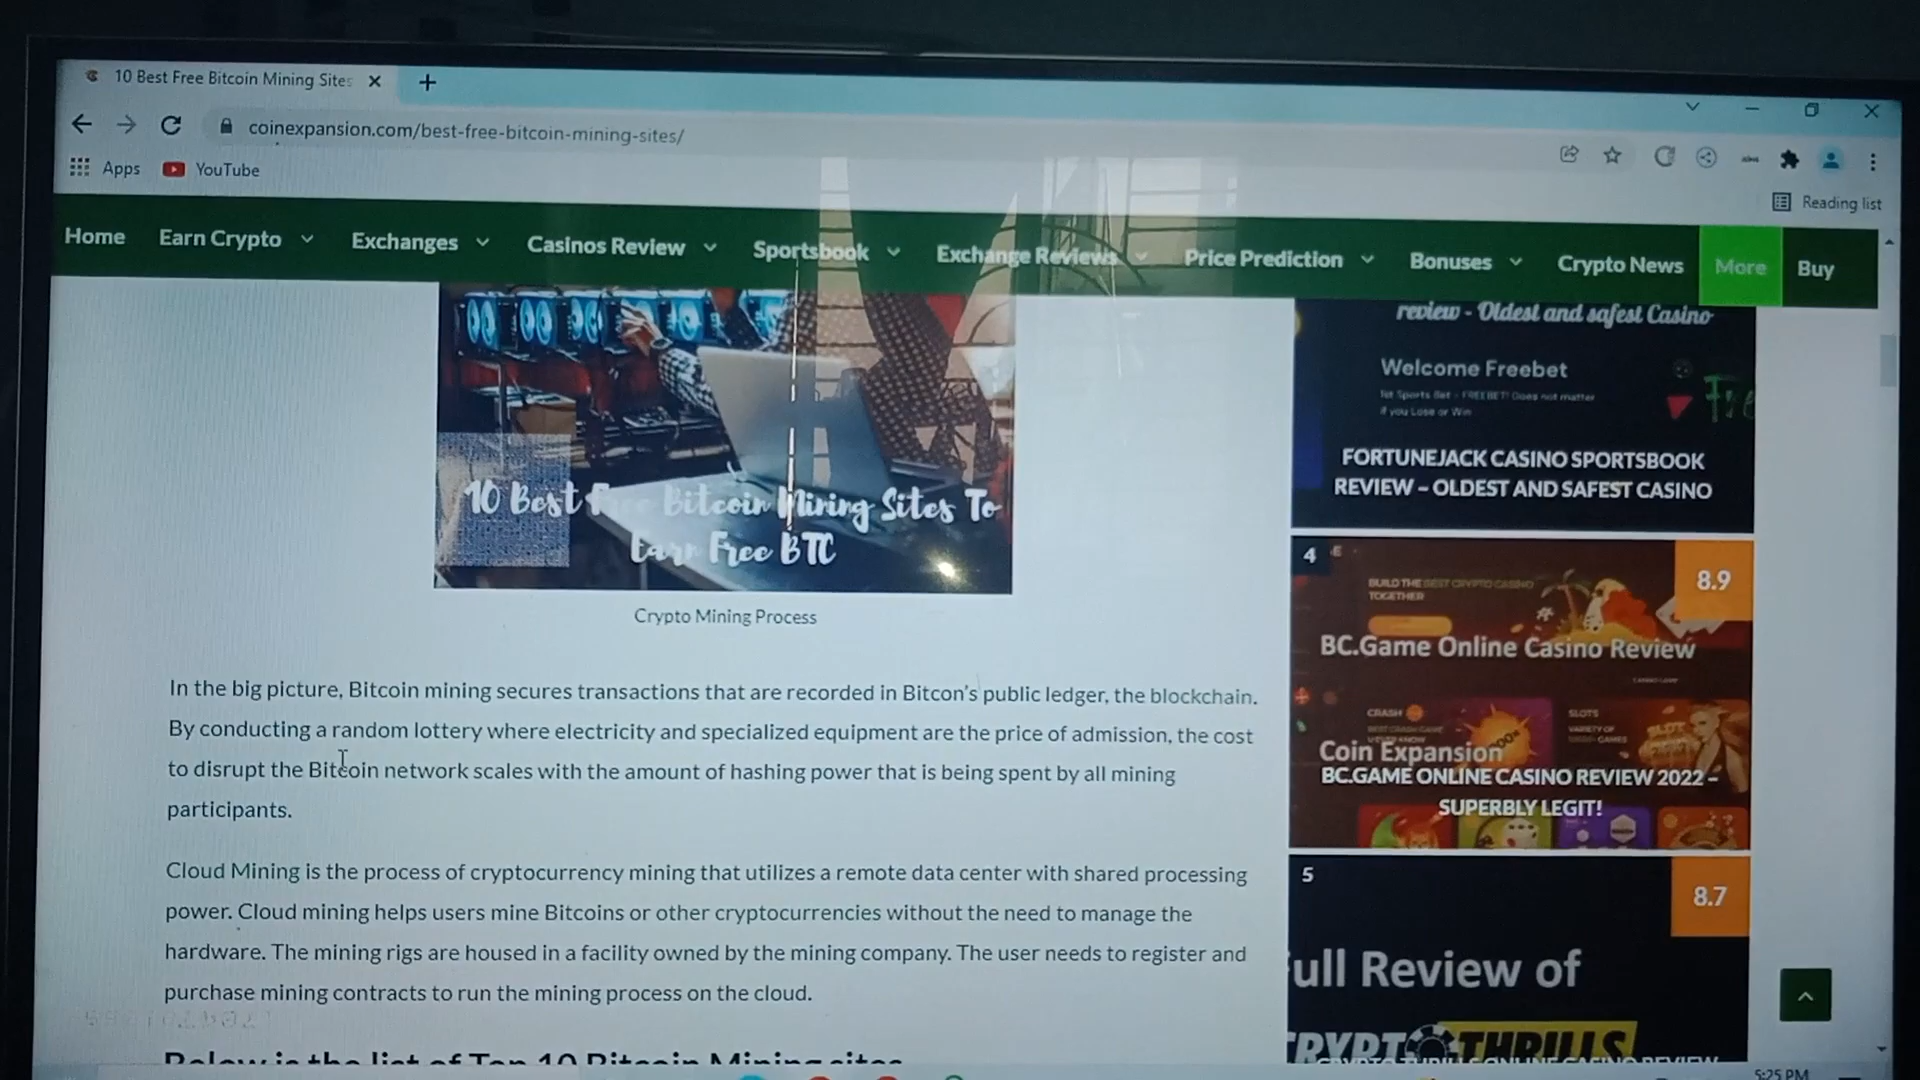 10 Best Free Bitcoin Mining Sites
coinexpansion.com/best-free-bitcoin-mining-sites/
Apps YouTube
Reading list
Home Earn Crypto Exchanges Casinos Review Sportsbook Exchange Reviews Price Prediction Bonuses Crypto News More Buy
10 Best Free Bitcoin Mining Sites To
Earn Free BTC
Crypto Mining Process
In the big picture, Bitcoin mining secures transactions that are recorded in Bitcon's public ledger, the blockchain.
By conducting a random lottery where electricity and specialized equipment are the price of admission, the cost
to disrupt the Bitcoin network scales with the amount of hashing power that is being spent by all mining
participants.
Cloud Mining is the process of cryptocurrency mining that utilizes a remote data center with shared processing
power. Cloud mining helps users mine Bitcoins or other cryptocurrencies without the need to manage the
hardware. The mining rigs are housed in a facility owned by the mining company. The user needs to register and
purchase mining contracts to run the mining process on the cloud.
Below is the list of Top 10 Bitcoin Mining sites
review - Oldest and safest Casino
Welcome Freebet
1st Sports Bet - FREEBET! Does not matter
if you Lose or Win
FORTUNEJACK CASINO SPORTSBOOK
REVIEW – OLDEST AND SAFEST CASINO
4
8.9
BUILD THE BEST CRYPTO CASINO
TOGETHER
BC.Game Online Casino Review
CRASH
SLOTS
Coin Expansion
BC.GAME ONLINE CASINO REVIEW 2022 –
SUPERBLY LEGIT!
5
8.7
ull Review of
CRYPTO THRILLS
CRYPTO THRILLS ONLINE CASINO REVIEW
5:25 PM